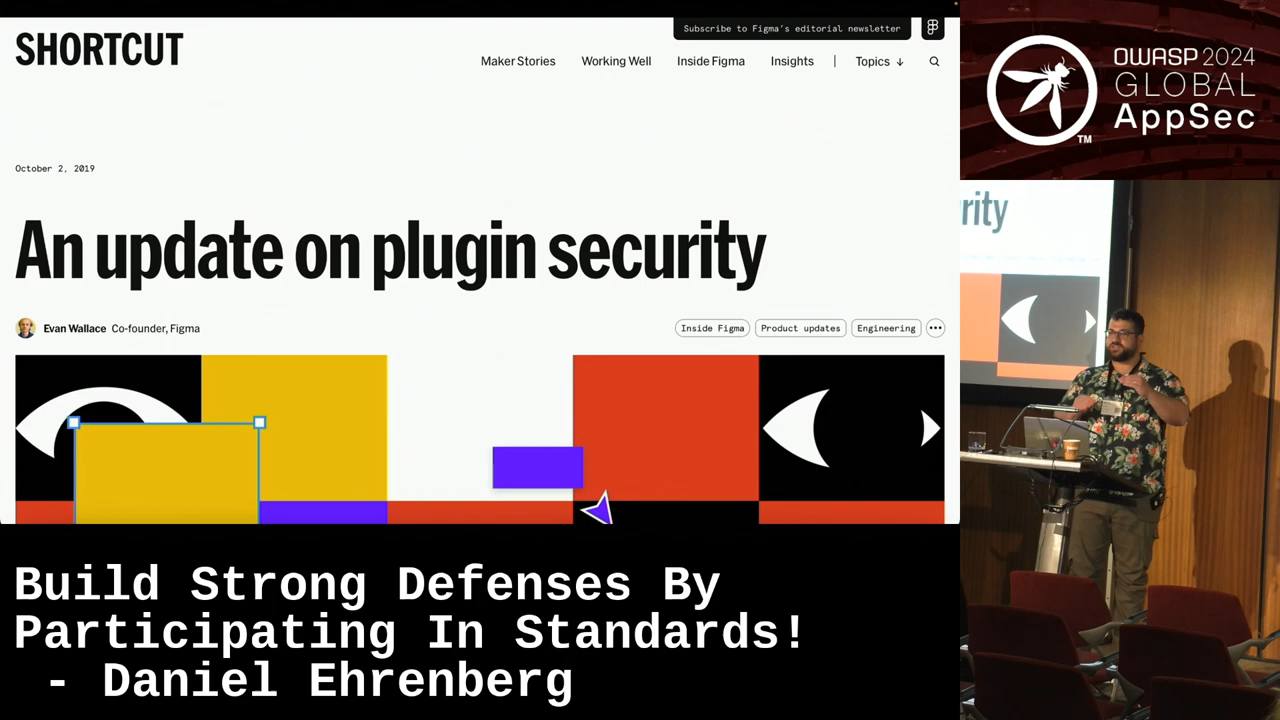 Subscribe to Figma's editorial newsletter
SHORTCUT
Maker Stories Working Well Inside Figma Insights | Topics ↓
October 2, 2019
An update on plugin security
Evan Wallace Co-founder, Figma
Inside Figma Product updates Engineering
Build Strong Defenses By
Participating In Standards!
- Daniel Ehrenberg
OWASP 2024
GLOBAL
AppSec
TM
rity